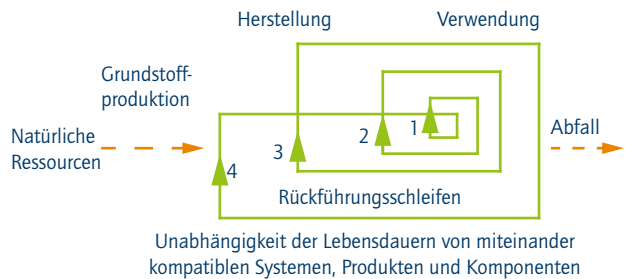 Herstellung
Verwendung
Grundstoff-
produktion
Natürliche
Ressourcen
1
2
3
4
Abfall
Rückführungsschleifen
Unabhängigkeit der Lebensdauern von miteinander
kompatiblen Systemen, Produkten und Komponenten